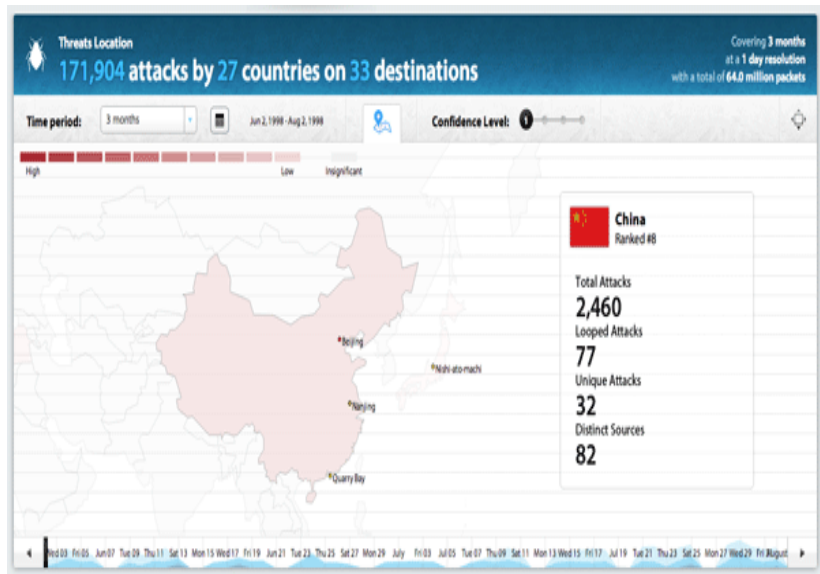 Threats Location
171,904 attacks by 27 countries on 33 destinations
Covering 3 months
at a 1 day resolution
with a total of 64.0 million packets
Time period:
3 months
Jun 2, 1998 - Aug 2, 1998
Confidence Level:
1
High
Low
Insignificant
China
Ranked #8
Total Attacks
2,460
Looped Attacks
77
Unique Attacks
32
Distinct Sources
82
Beijing
Nishi-ato-machi
Nanjing
Quarry Bay
Wed 03 Fri 05 Jun 07 Tue 09 Thu 11 Sat 13 Mon 15 Wed 17 Fri 19 Jun 21 Tue 23 Thu 25 Sat 27 Mon 29 July Fri 03 Jul 05 Tue 07 Thu 09 Sat 11 Mon 13 Wed 15 Fri 17 Jul 19 Tue 21 Thu 23 Sat 25 Mon 27 Wed 29 Fri August